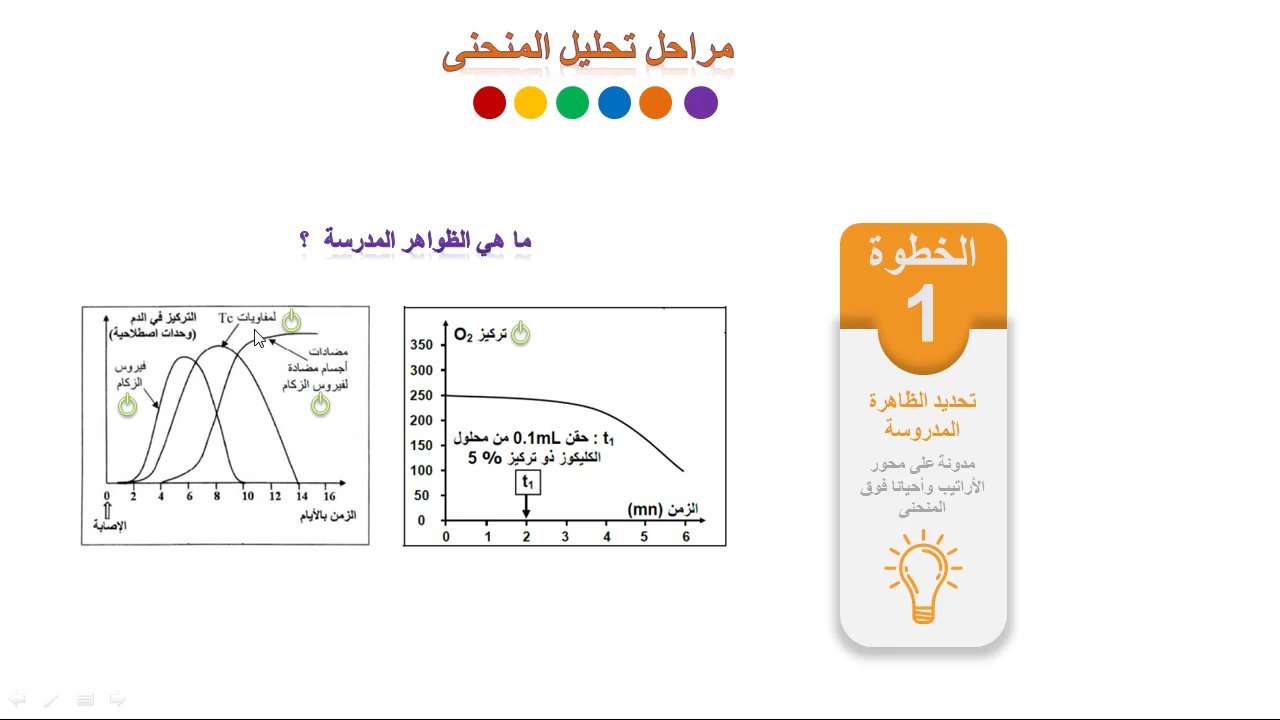 مراحل تحليل المنحنى
ما هي الظواهر المدرسة ؟
الخطوة
1
تحديد الظاهرة
المدروسة
مدونة على محور
الأراتيب وأحيانا فوق
المنحنى
تركيز O₂
350
300
250
200
150
100
50
0
t₁ : حقن 0.1mL من محلول
الكليكوز ذو تركيز % 5
t₁
الزمن (mn)
0 1 2 3 4 5 6
التركيز في الدم
(وحدات اصطلاحية)
لمفاويات Tc
مضادات
أجسام مضادة
لفيروس الزكام
فيروس
الزكام
0 2 4 6 8 10 12 14 16
الزمن بالأيام
الإصابة